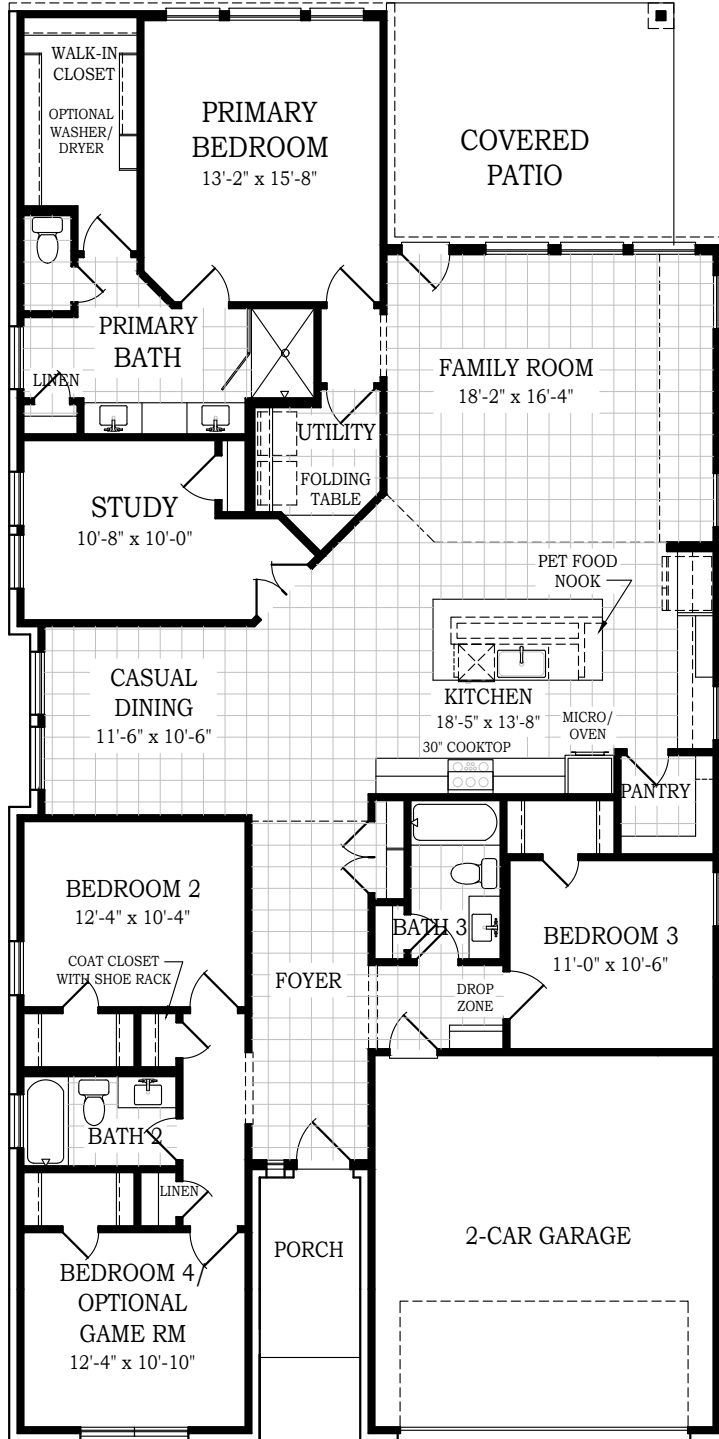 WALK-IN
CLOSET
OPTIONAL
WASHER/
DRYER
PRIMARY
BEDROOM
13'-2" x 15'-8"
COVERED
PATIO
PRIMARY
BATH
LINEN
FAMILY ROOM
18'-2" x 16'-4"
UTILITY
FOLDING
TABLE
STUDY
10'-8" x 10'-0"
PET FOOD
NOOK
CASUAL
DINING
11'-6" x 10'-6"
KITCHEN
18'-5" x 13'-8"
MICRO/
OVEN
30" COOKTOP
PANTRY
BEDROOM 2
12'-4" x 10'-4"
COAT CLOSET
WITH SHOE RACK
FOYER
BATH 3
BEDROOM 3
11'-0" x 10'-6"
DROP
ZONE
BATH 2
LINEN
PORCH
2-CAR GARAGE
BEDROOM 4/
OPTIONAL
GAME RM
12'-4" x 10'-10"